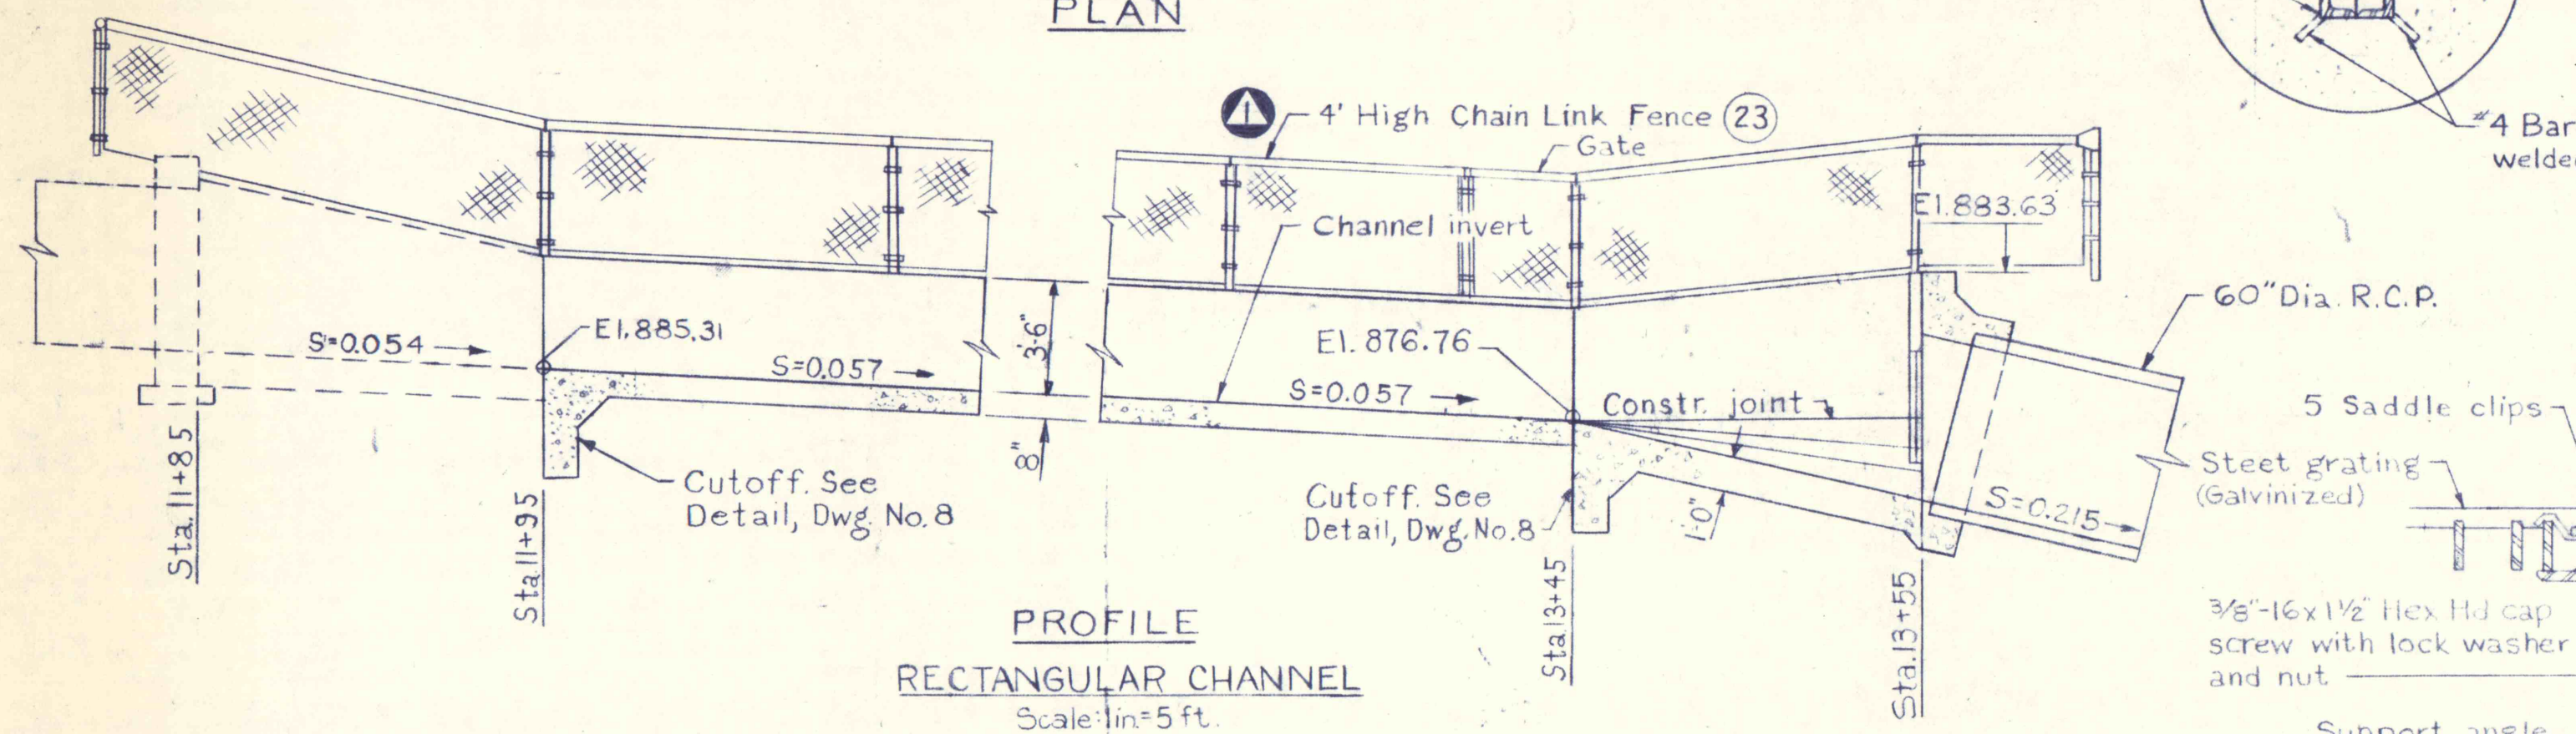 PLAN
4' High Chain Link Fence 23
Gate
1
#4 Bar
El.883.63
Channel invert
60" Dia. R.C.P.
El.885.31
S=0.054
S=0.057
3'-6"
El. 876.76
S=0.057
Constr. joint
5 Saddle clips
8"
Steet grating
(Galvinized)
S=0.215
Cutoff. See
Detail, Dwg. No. 8
Cutoff. See
Detail, Dwg. No. 8
1'-0"
Sta. 11+85
Sta. 11+95
Sta. 13+45
Sta. 13+55
3/8"-16x1½" Hex Hd cap
screw with lock washer
and nut
PROFILE
RECTANGULAR CHANNEL
Scale: 1in.=5 ft.
Support angle